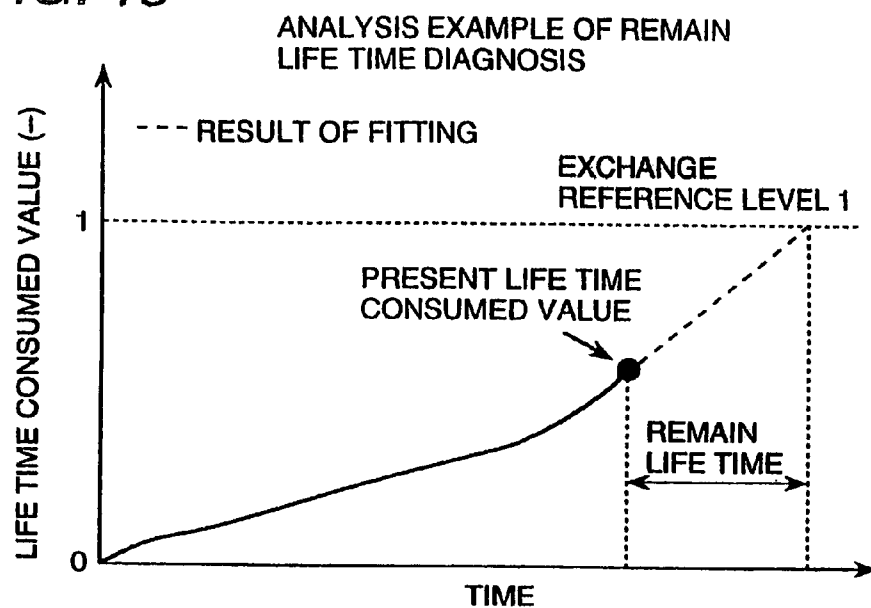 ANALYSIS EXAMPLE OF REMAIN
LIFE TIME DIAGNOSIS
LIFE TIME CONSUMED VALUE (–)
--- RESULT OF FITTING
EXCHANGE
REFERENCE LEVEL 1
1
PRESENT LIFE TIME
CONSUMED VALUE
REMAIN
LIFE TIME
0
TIME